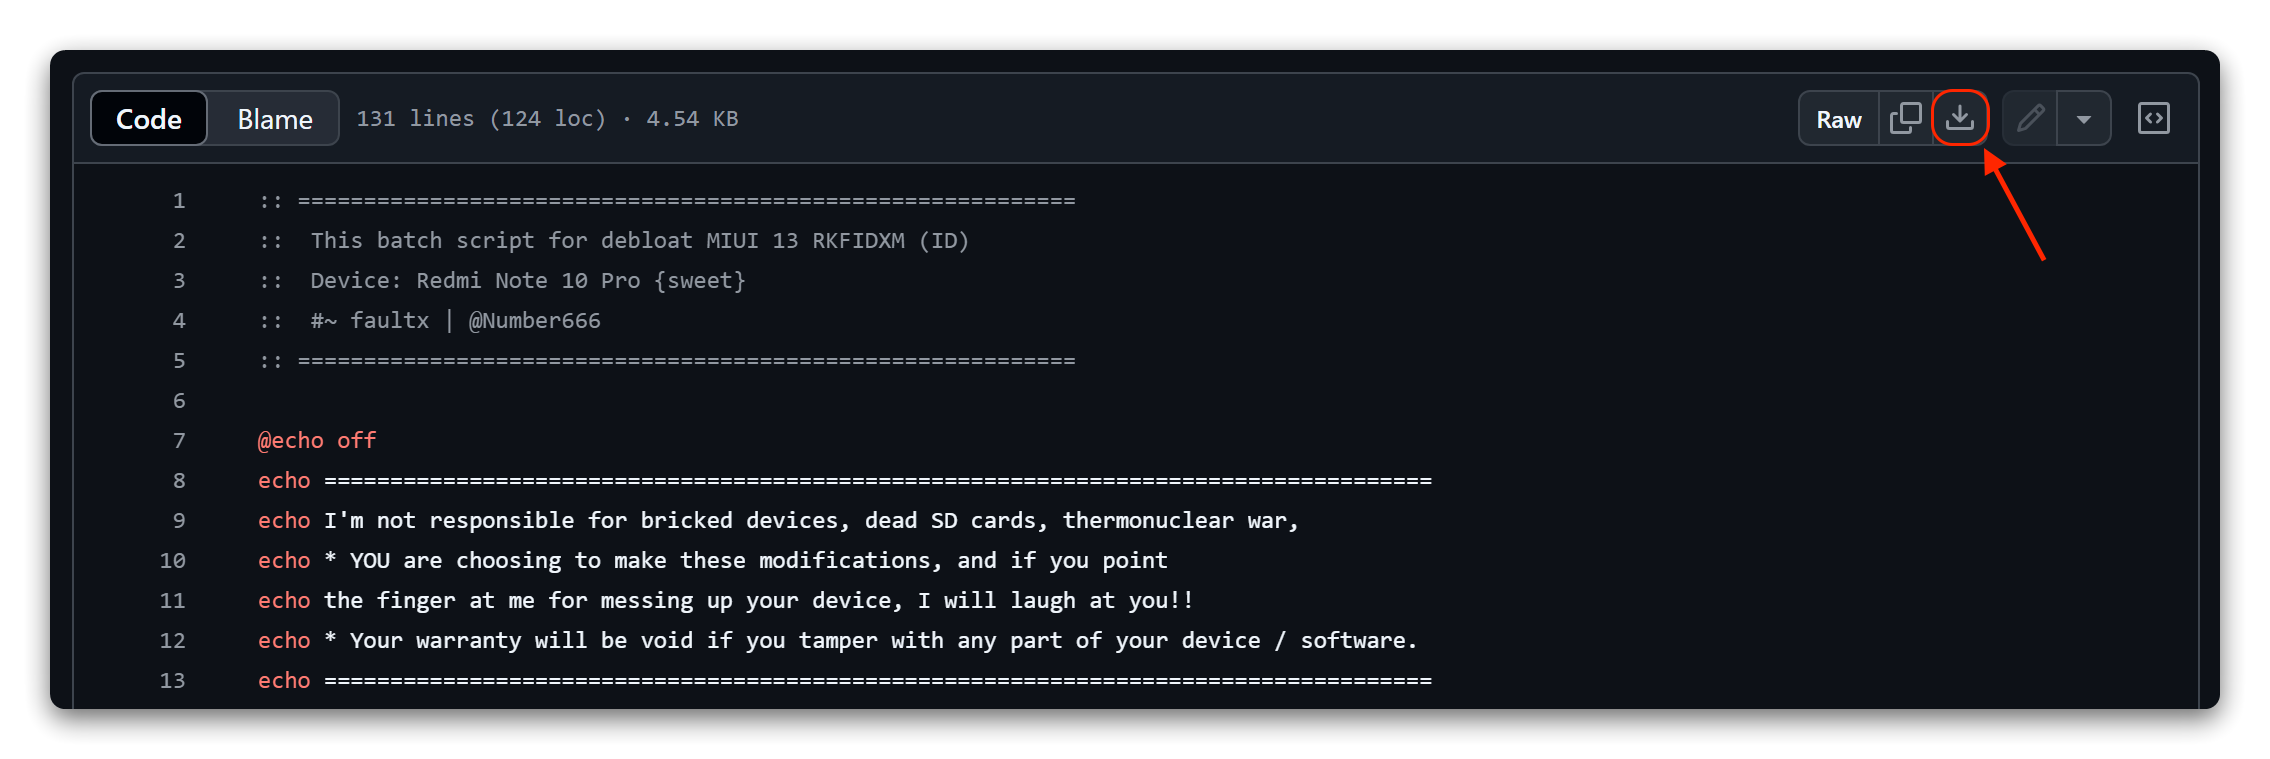 Code Blame 131 lines (124 loc) · 4.54 KB Raw
1 :: ===========================================================
2 :: This batch script for debloat MIUI 13 RKFIDXM (ID)
3 :: Device: Redmi Note 10 Pro {sweet}
4 :: #~ faultx | @Number666
5 :: ===========================================================
6
7 @echo off
8 echo ====================================================================================
9 echo I'm not responsible for bricked devices, dead SD cards, thermonuclear war,
10 echo * YOU are choosing to make these modifications, and if you point
11 echo the finger at me for messing up your device, I will laugh at you!!
12 echo * Your warranty will be void if you tamper with any part of your device / software.
13 echo ====================================================================================